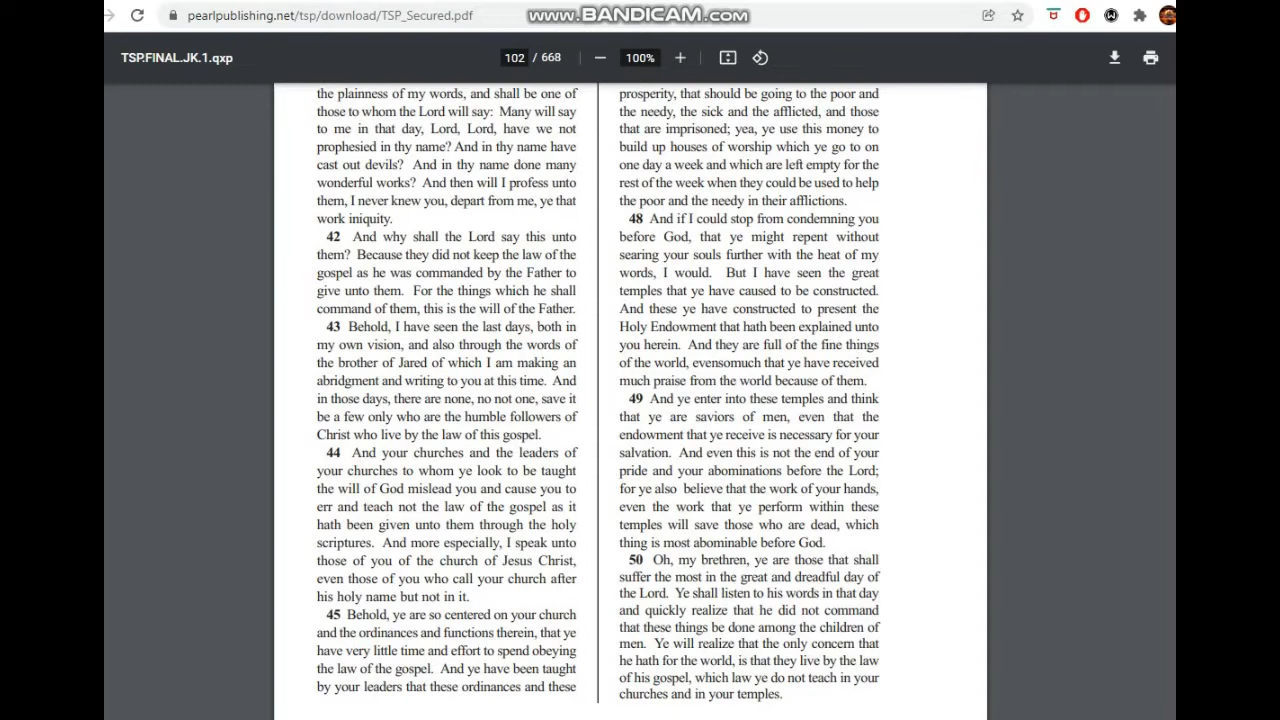 pearlpublishing.net/tsp/download/TSP_Secured.pdf
www.BANDICAM.com
TSP.FINAL.JK.1.qxp
102 / 668
100%
the plainness of my words, and shall be one of
those to whom the Lord will say: Many will say
to me in that day, Lord, Lord, have we not
prophesied in thy name? And in thy name have
cast out devils? And in thy name done many
wonderful works? And then will I profess unto
them, I never knew you, depart from me, ye that
work iniquity.
42 And why shall the Lord say this unto
them? Because they did not keep the law of the
gospel as he was commanded by the Father to
give unto them. For the things which he shall
command of them, this is the will of the Father.
43 Behold, I have seen the last days, both in
my own vision, and also through the words of
the brother of Jared of which I am making an
abridgment and writing to you at this time. And
in those days, there are none, no not one, save it
be a few only who are the humble followers of
Christ who live by the law of this gospel.
44 And your churches and the leaders of
your churches to whom ye look to be taught
the will of God mislead you and cause you to
err and teach not the law of the gospel as it
hath been given unto them through the holy
scriptures. And more especially, I speak unto
those of you of the church of Jesus Christ,
even those of you who call your church after
his holy name but not in it.
45 Behold, ye are so centered on your church
and the ordinances and functions therein, that ye
have very little time and effort to spend obeying
the law of the gospel. And ye have been taught
by your leaders that these ordinances and these
prosperity, that should be going to the poor and
the needy, the sick and the afflicted, and those
that are imprisoned; yea, ye use this money to
build up houses of worship which ye go to on
one day a week and which are left empty for the
rest of the week when they could be used to help
the poor and the needy in their afflictions.
48 And if I could stop from condemning you
before God, that ye might repent without
searing your souls further with the heat of my
words, I would. But I have seen the great
temples that ye have caused to be constructed.
And these ye have constructed to present the
Holy Endowment that hath been explained unto
you herein. And they are full of the fine things
of the world, evensomuch that ye have received
much praise from the world because of them.
49 And ye enter into these temples and think
that ye are saviors of men, even that the
endowment that ye receive is necessary for your
salvation. And even this is not the end of your
pride and your abominations before the Lord;
for ye also believe that the work of your hands,
even the work that ye perform within these
temples will save those who are dead, which
thing is most abominable before God.
50 Oh, my brethren, ye are those that shall
suffer the most in the great and dreadful day of
the Lord. Ye shall listen to his words in that day
and quickly realize that he did not command
that these things be done among the children of
men. Ye will realize that the only concern that
he hath for the world, is that they live by the law
of his gospel, which law ye do not teach in your
churches and in your temples.